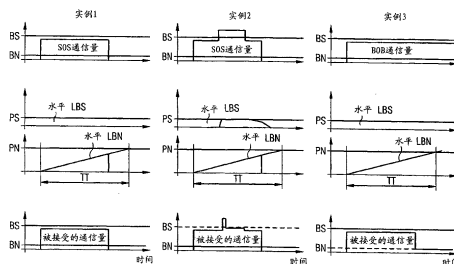 实例1 实例2 实例3
BS BS BS
SOS通信量 SOS通信量 BOB通信量
BN BN BN
水平 LBS 水平 LBS 水平 LBS
PS PS PS
水平 LBN 水平 LBN 水平 LBN
PN PN PN
TT TT TT
BS BS BS
被接受的通信量 被接受的通信量 被接受的通信量
BN BN BN
时间 时间 时间